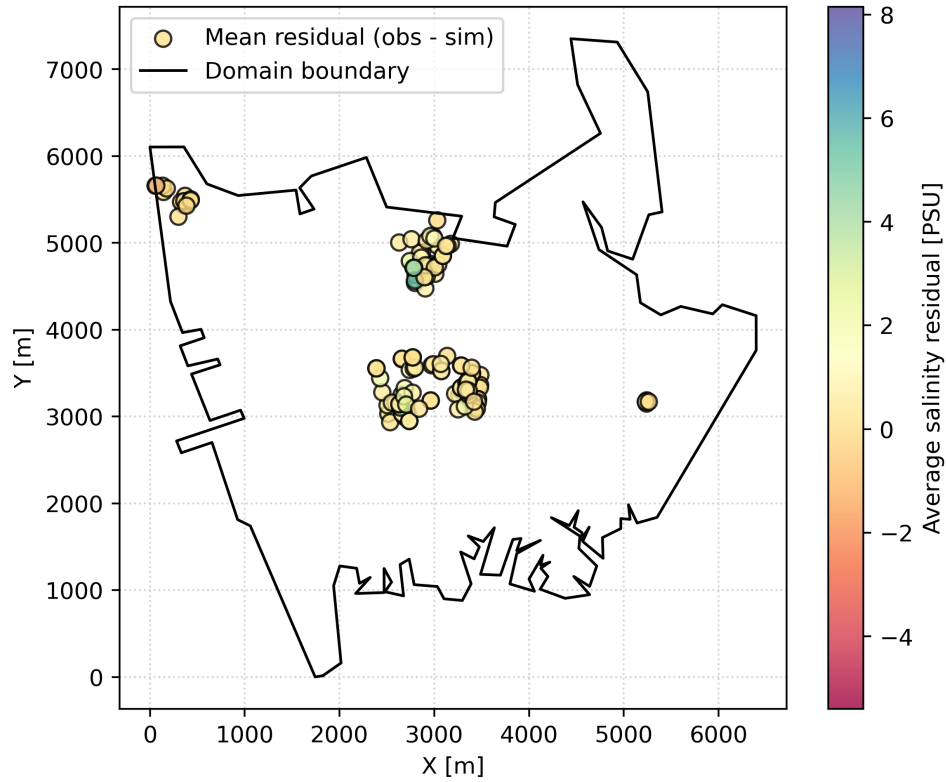 Mean residual (obs - sim)
Domain boundary
7000
6000
5000
4000
3000
2000
1000
0
Y [m]
0 1000 2000 3000 4000 5000 6000
X [m]
8
6
4
2
0
−2
−4
Average salinity residual [PSU]